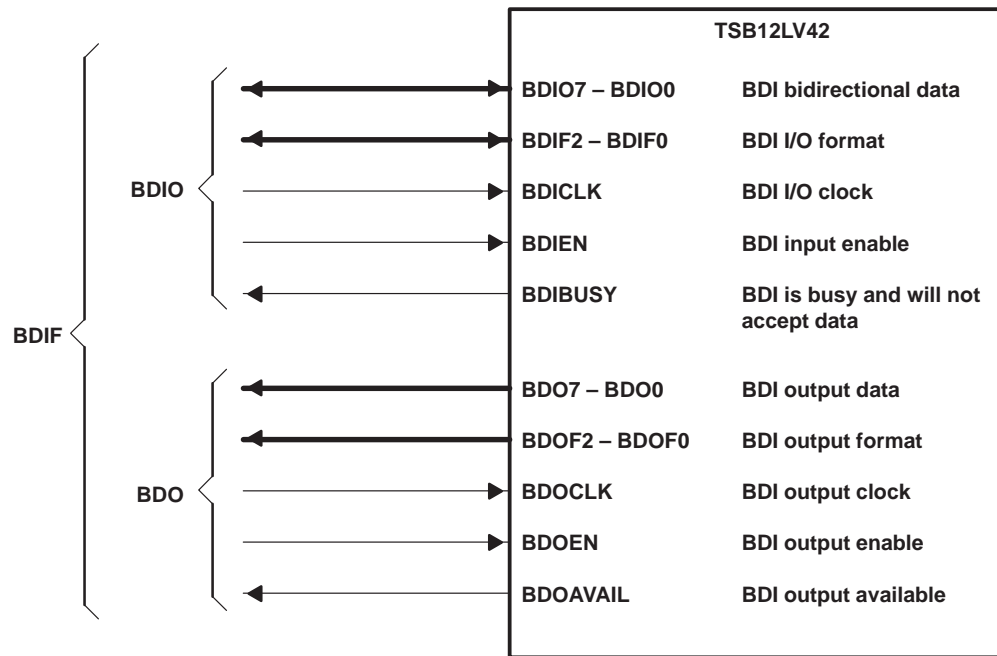 TSB12LV42
BDIF
BDIO
BDIO7 – BDIO0 BDI bidirectional data
BDIF2 – BDIF0 BDI I/O format
BDICLK BDI I/O clock
BDIEN BDI input enable
BDIBUSY BDI is busy and will not
accept data
BDO
BDO7 – BDO0 BDI output data
BDOF2 – BDOF0 BDI output format
BDOCLK BDI output clock
BDOEN BDI output enable
BDOAVAIL BDI output available